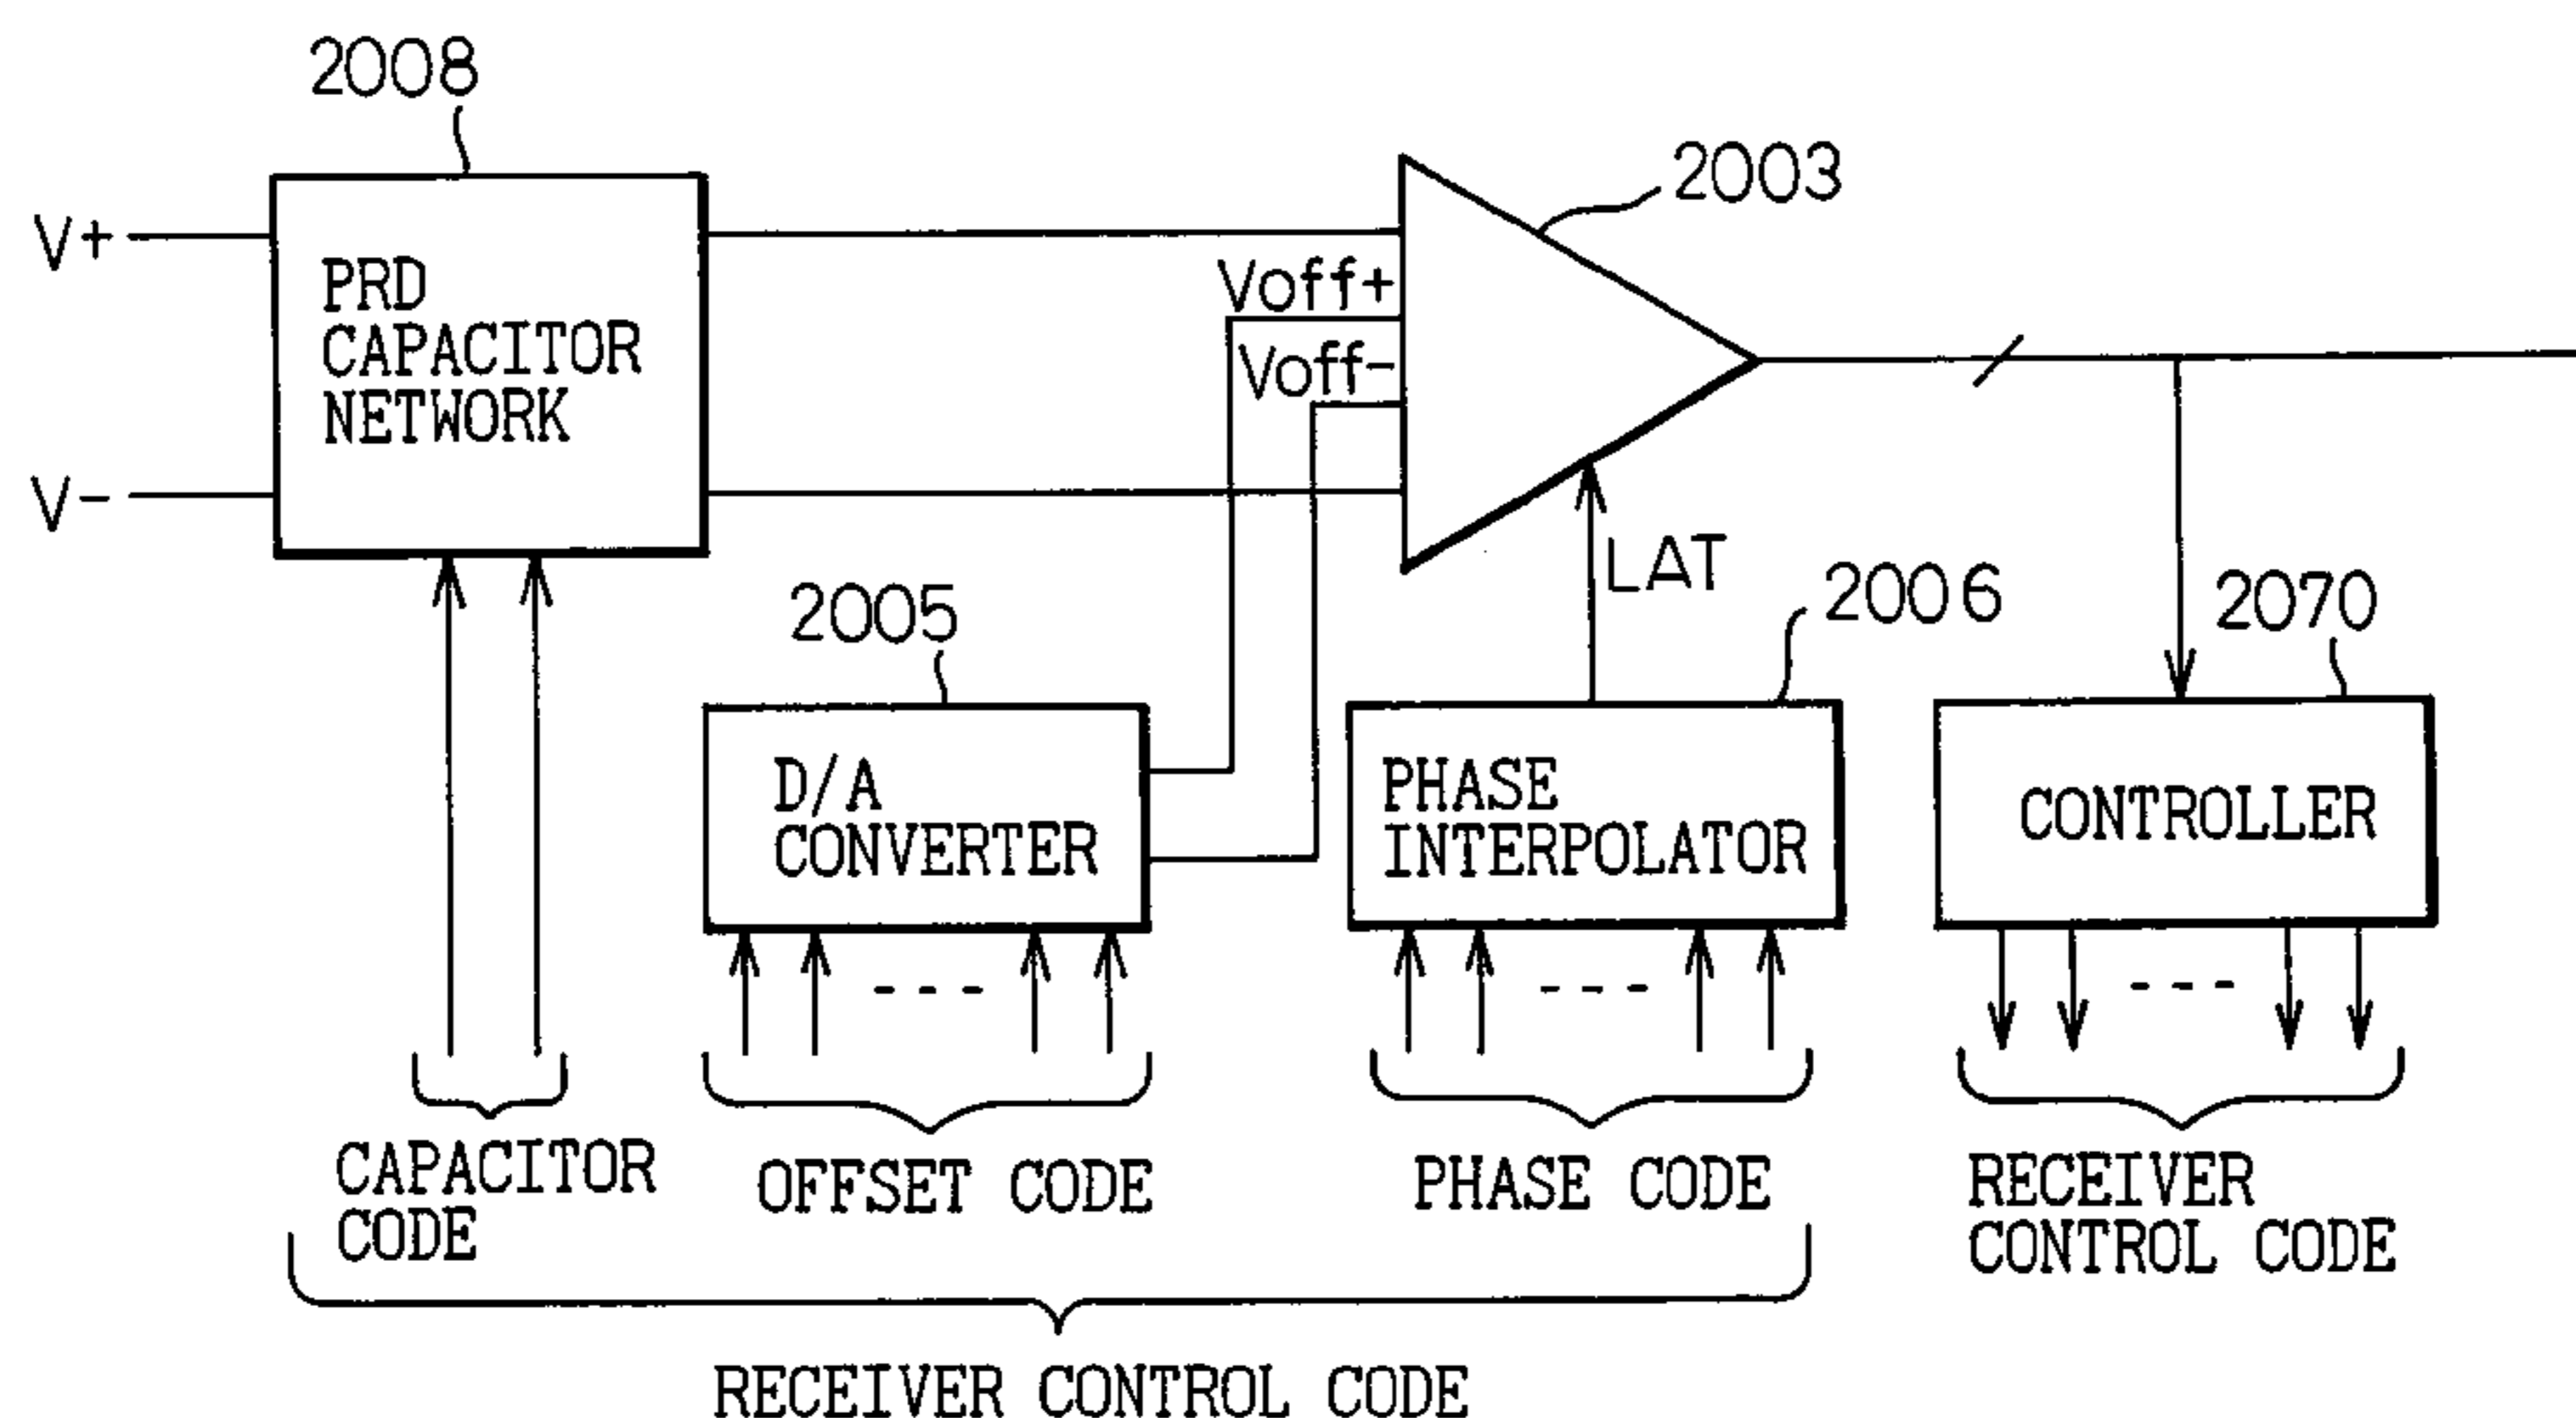 2008
2003
V+
PRD
CAPACITOR
NETWORK
Voff+
Voff-
V-
LAT
2005
2006
2070
D/A
CONVERTER
PHASE
INTERPOLATOR
CONTROLLER
- - -
- - -
- - -
CAPACITOR
CODE
OFFSET CODE
PHASE CODE
RECEIVER
CONTROL CODE
RECEIVER CONTROL CODE